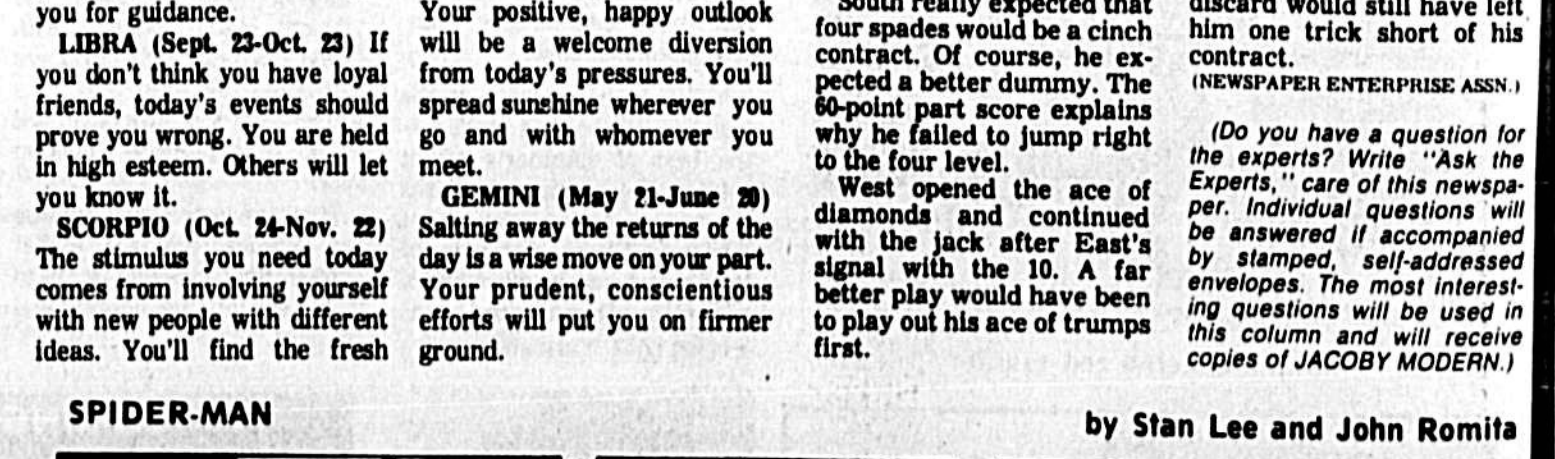 you for guidance.
LIBRA (Sept. 23-Oct. 23) If
you don't think you have loyal
friends, today's events should
prove you wrong. You are held
in high esteem. Others will let
you know it.
SCORPIO (Oct. 24-Nov. 22)
The stimulus you need today
comes from involving yourself
with new people with different
ideas. You'll find the fresh
Your positive, happy outlook
will be a welcome diversion
from today's pressures. You'll
spread sunshine wherever you
go and with whomever you
meet.
GEMINI (May 21-June 20)
Salting away the returns of the
day is a wise move on your part.
Your prudent, conscientious
efforts will put you on firmer
ground.
South really expected that
four spades would be a cinch
contract. Of course, he ex-
pected a better dummy. The
60-point part score explains
why he failed to jump right
to the four level.
West opened the ace of
diamonds and continued
with the jack after East's
signal with the 10. A far
better play would have been
to play out his ace of trumps
first.
discard would still have left
him one trick short of his
contract.
(NEWSPAPER ENTERPRISE ASSN.)
(Do you have a question for
the experts? Write "Ask the
Experts," care of this newspa-
per. Individual questions will
be answered if accompanied
by stamped, self-addressed
envelopes. The most interest-
ing questions will be used in
this column and will receive
copies of JACOBY MODERN.)
SPIDER-MAN
by Stan Lee and John Romita